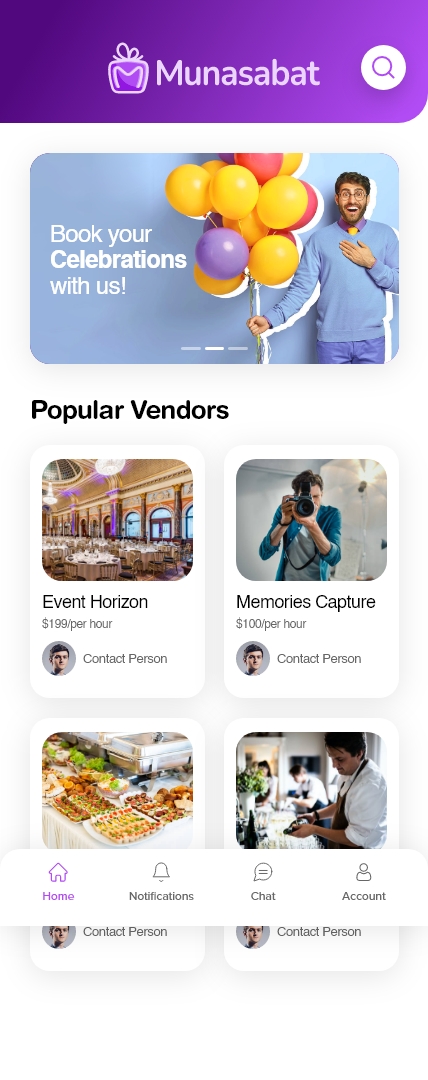 Munasabat
Book your
Celebrations
with us!
Popular Vendors
Event Horizon
$199/per hour
Contact Person
Memories Capture
$100/per hour
Contact Person
Home
Notifications
Chat
Account
Contact Person
Contact Person